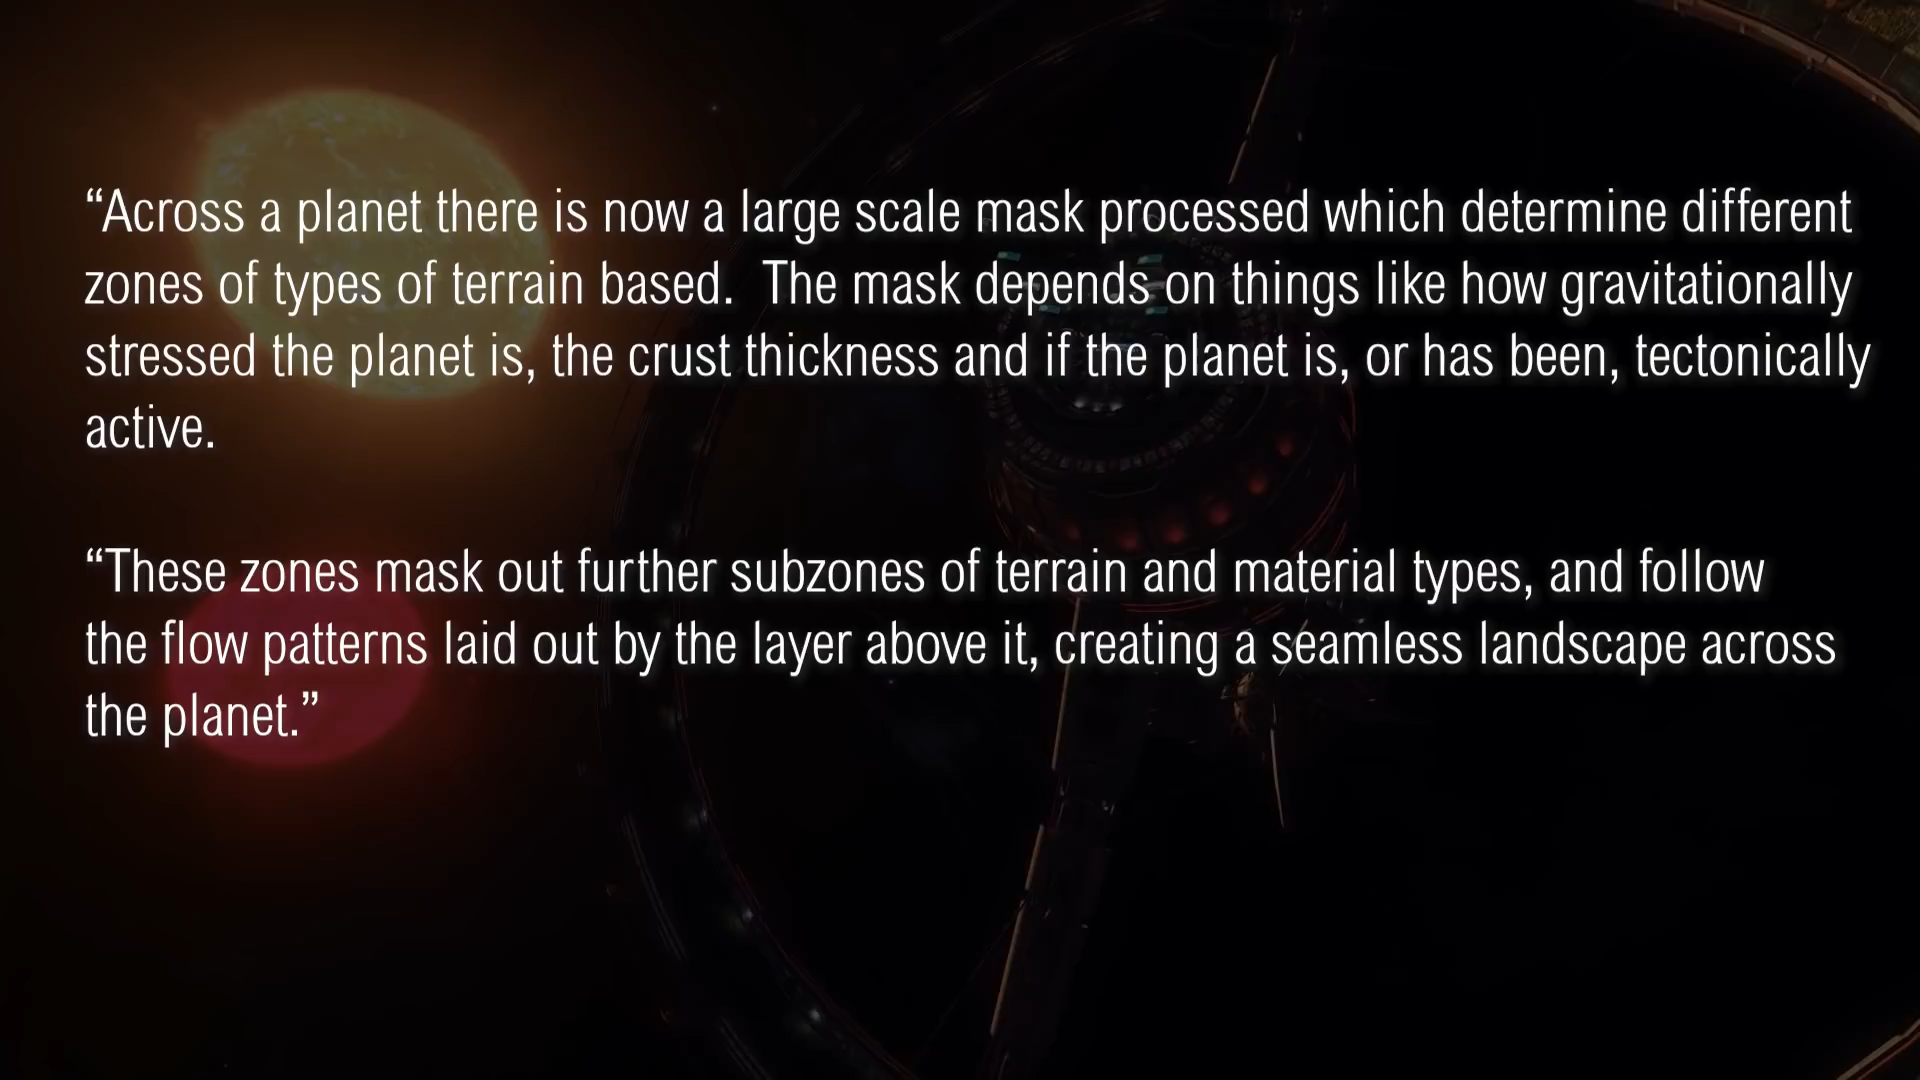 “Across a planet there is now a large scale mask processed which determine different
zones of types of terrain based.  The mask depends on things like how gravitationally
stressed the planet is, the crust thickness and if the planet is, or has been, tectonically
active.
“These zones mask out further subzones of terrain and material types, and follow
the flow patterns laid out by the layer above it, creating a seamless landscape across
the planet.”